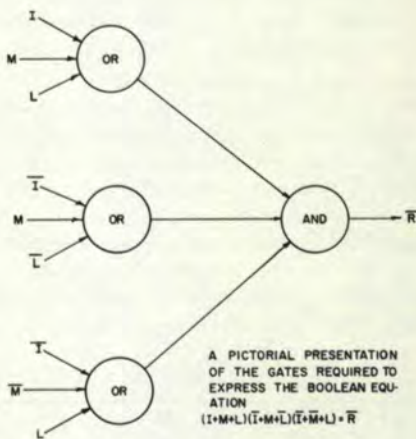 I
M
OR
L
I̅
M
OR
L̅
AND
R̅
I̅
M̅
OR
L
A PICTORIAL PRESENTATION
OF THE GATES REQUIRED TO
EXPRESS THE BOOLEAN EQU-
ATION
(I+M+L)(I̅+M+L̅)(I̅+M̅+L)=R̅